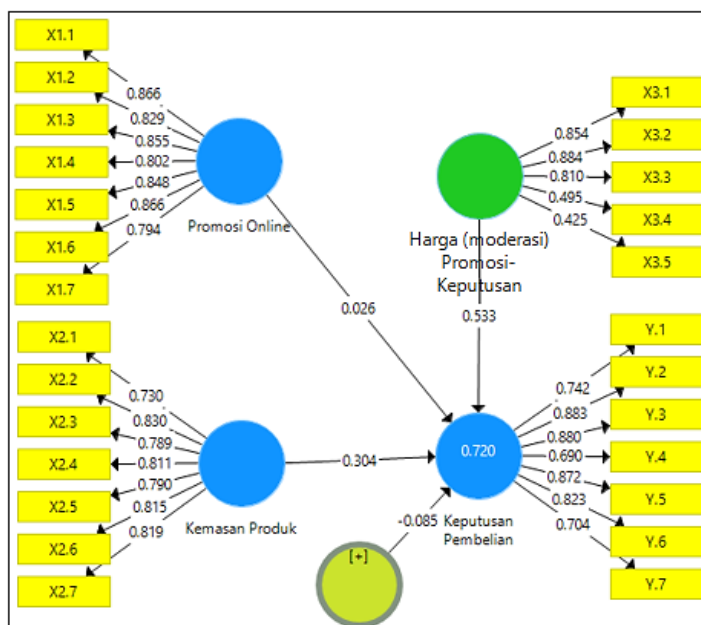 X1.1
X1.2
X1.3
X1.4
X1.5
X1.6
X1.7
0.866
0.829
0.855
0.802
0.848
0.866
0.794
Promosi Online
X3.1
X3.2
X3.3
X3.4
X3.5
0.854
0.884
0.810
0.495
0.425
Harga (moderasi)
Promosi-
Keputusan
0.026
0.533
X2.1
X2.2
X2.3
X2.4
X2.5
X2.6
X2.7
0.730
0.830
0.789
0.811
0.790
0.815
0.819
Kemasan Produk
0.304
0.720
Keputusan
Pembelian
-0.085
[+]
Y.1
Y.2
Y.3
Y.4
Y.5
Y.6
Y.7
0.742
0.883
0.880
0.690
0.872
0.823
0.704